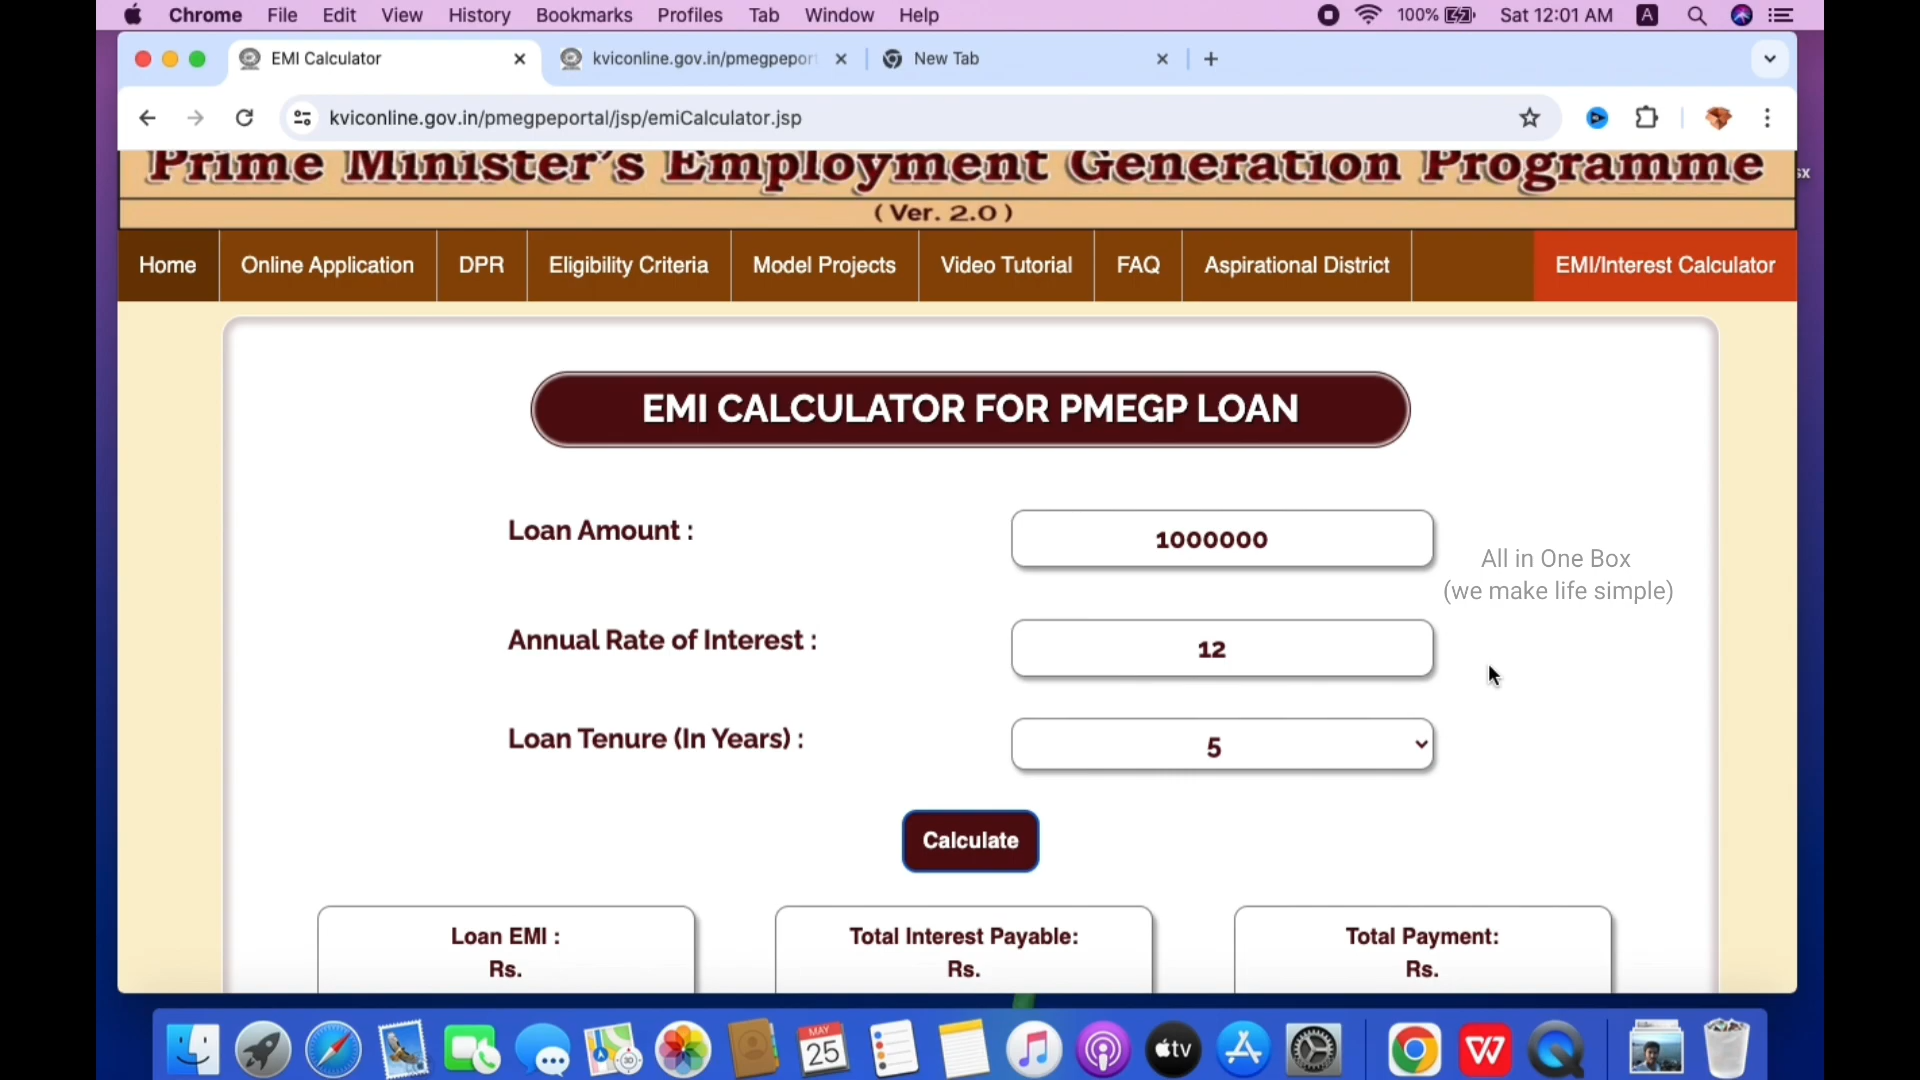 Chrome File Edit View History Bookmarks Profiles Tab Window Help 100% Sat 12:01 AM A
EMI Calculator kviconline.gov.in/pmegpepor New Tab
kviconline.gov.in/pmegpeportal/jsp/emiCalculator.jsp
Prime Minister's Employment Generation Programme
sx
( Ver. 2.0 )
Home Online Application DPR Eligibility Criteria Model Projects Video Tutorial FAQ Aspirational District EMI/Interest Calculator
EMI CALCULATOR FOR PMEGP LOAN
Loan Amount : 1000000
All in One Box
(we make life simple)
Annual Rate of Interest : 12
Loan Tenure (In Years) : 5
Calculate
Loan EMI : Total Interest Payable: Total Payment:
Rs. Rs. Rs.
MAY
25
3D
tv
W